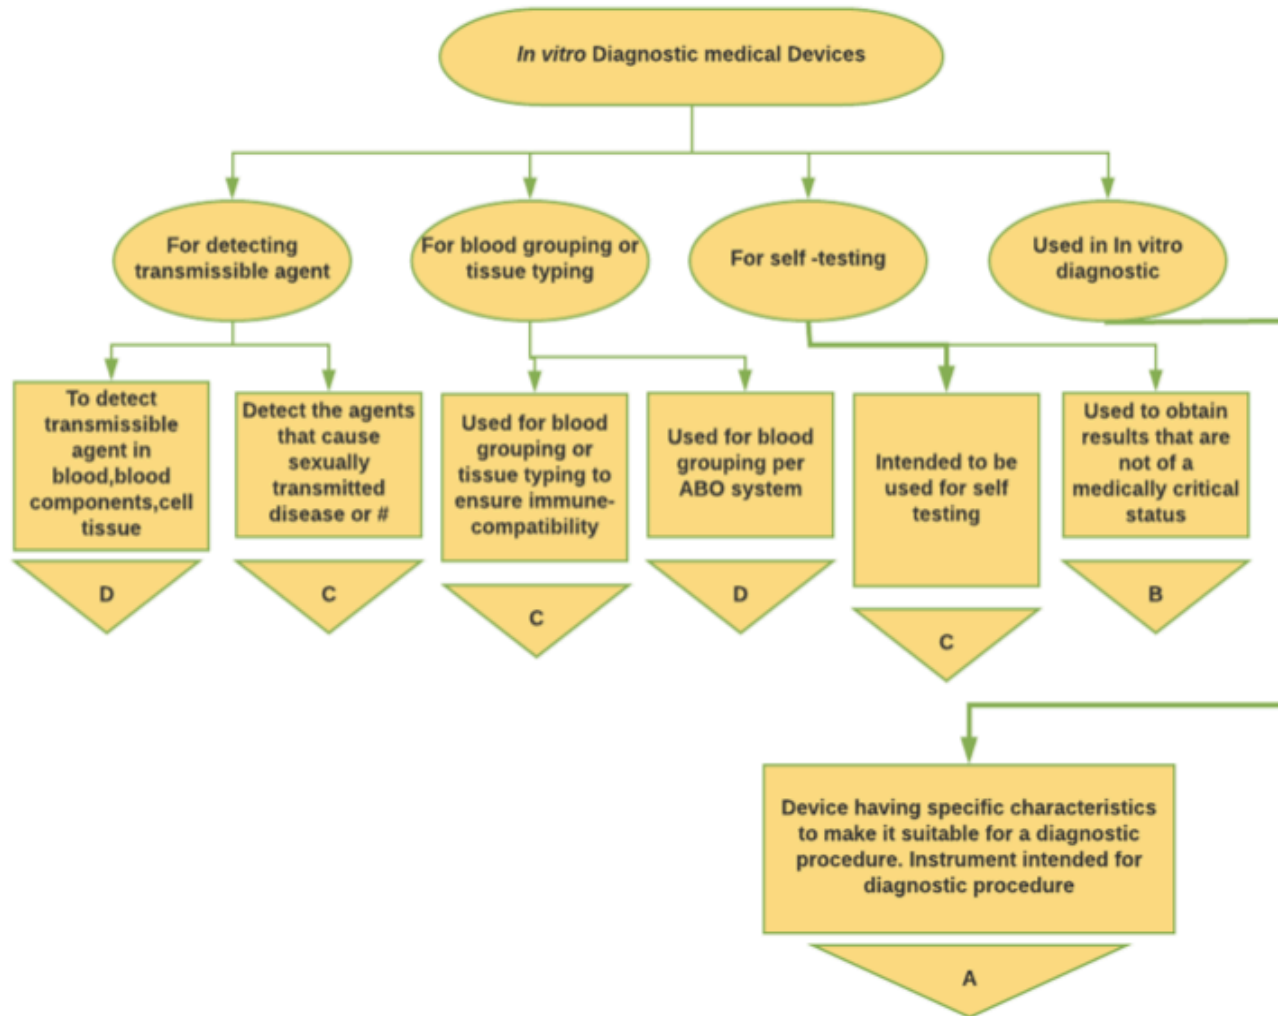 In vitro Diagnostic medical Devices
For detecting
transmissible agent
For blood grouping or
tissue typing
For self -testing
Used in In vitro
diagnostic
To detect
transmissible
agent in
blood,blood
components,cell
tissue
D
Detect the agents
that cause
sexually
transmitted
disease or #
C
Used for blood
grouping or
tissue typing to
ensure immune-
compatibility
C
Used for blood
grouping per
ABO system
D
Intended to be
used for self
testing
C
Used to obtain
results that are
not of a
medically critical
status
B
Device having specific characteristics
to make it suitable for a diagnostic
procedure. Instrument intended for
diagnostic procedure
A